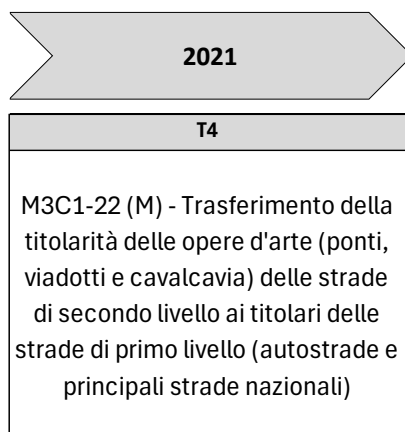 2021
T4
M3C1-22 (M) - Trasferimento della
titolarità delle opere d'arte (ponti,
viadotti e cavalcavia) delle strade
di secondo livello ai titolari delle
strade di primo livello (autostrade e
principali strade nazionali)